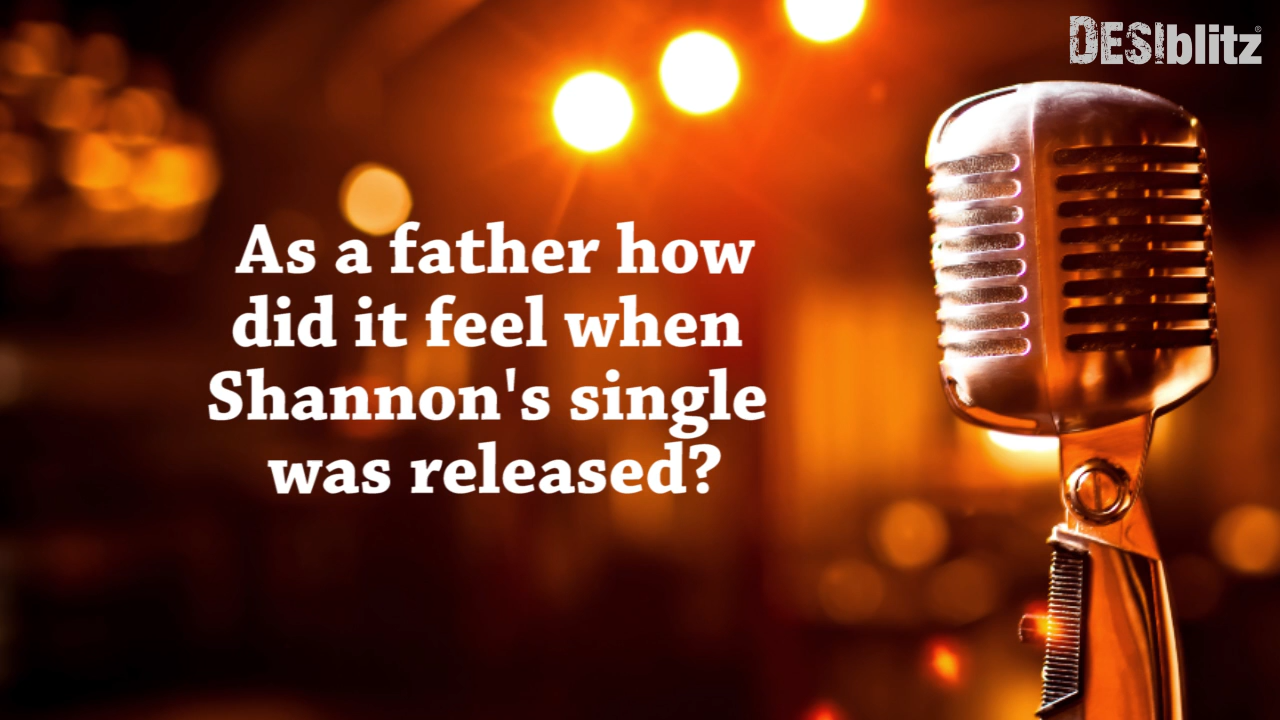 DESIblitz
As a father how
did it feel when
Shannon's single
was released?